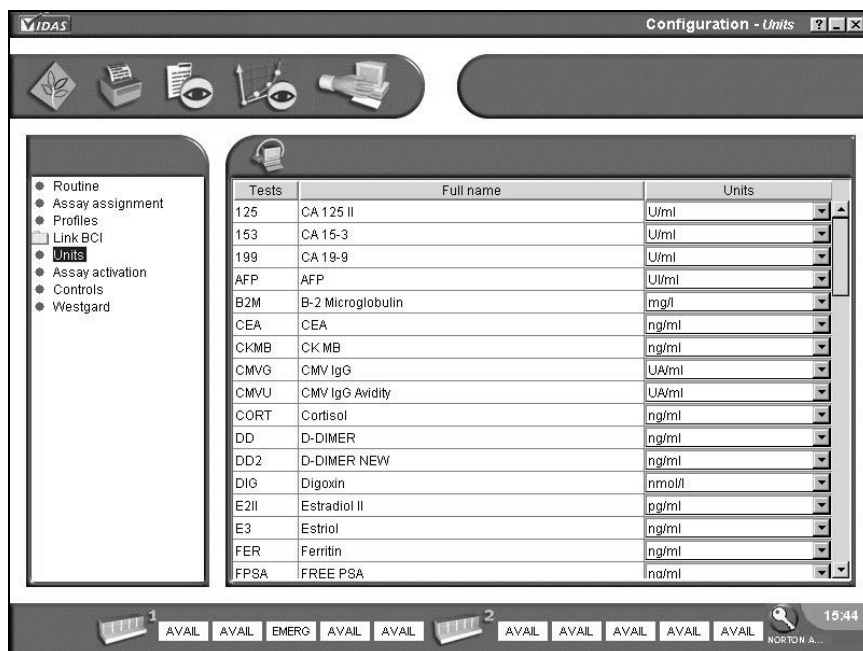 VIDAS Configuration - Units ? _ X
Routine
Assay assignment
Profiles
Link BCI
Units
Assay activation
Controls
Westgard
Tests Full name Units
125 CA 125 II U/ml
153 CA 15-3 U/ml
199 CA 19-9 U/ml
AFP AFP UI/ml
B2M B-2 Microglobulin mg/l
CEA CEA ng/ml
CKMB CK MB ng/ml
CMVG CMV IgG UA/ml
CMVU CMV IgG Avidity UA/ml
CORT Cortisol ng/ml
DD D-DIMER ng/ml
DD2 D-DIMER NEW ng/ml
DIG Digoxin nmol/l
E2II Estradiol II pg/ml
E3 Estriol ng/ml
FER Ferritin ng/ml
FPSA FREE PSA ng/ml
1 AVAIL AVAIL EMERG AVAIL AVAIL 2 AVAIL AVAIL AVAIL AVAIL AVAIL 15:44
NORTON A...